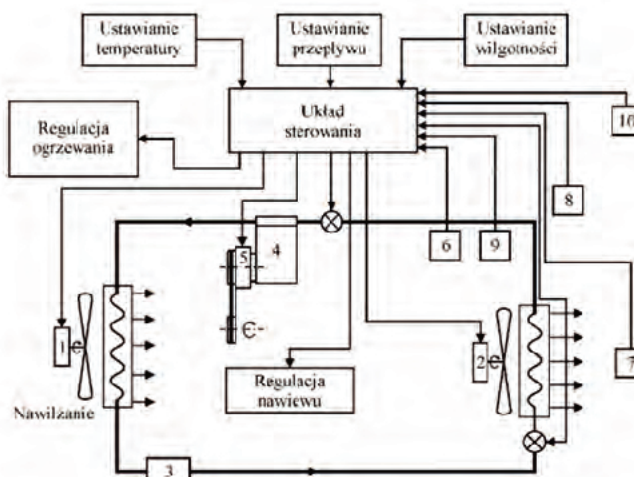 Ustawianie
temperatury
Ustawianie
przepływu
Ustawianie
wilgotności
Regulacja
ogrzewania
Układ
sterowania
10
8
6
9
7
5
4
1
2
Regulacja
nawiewu
Nawilżanie
3